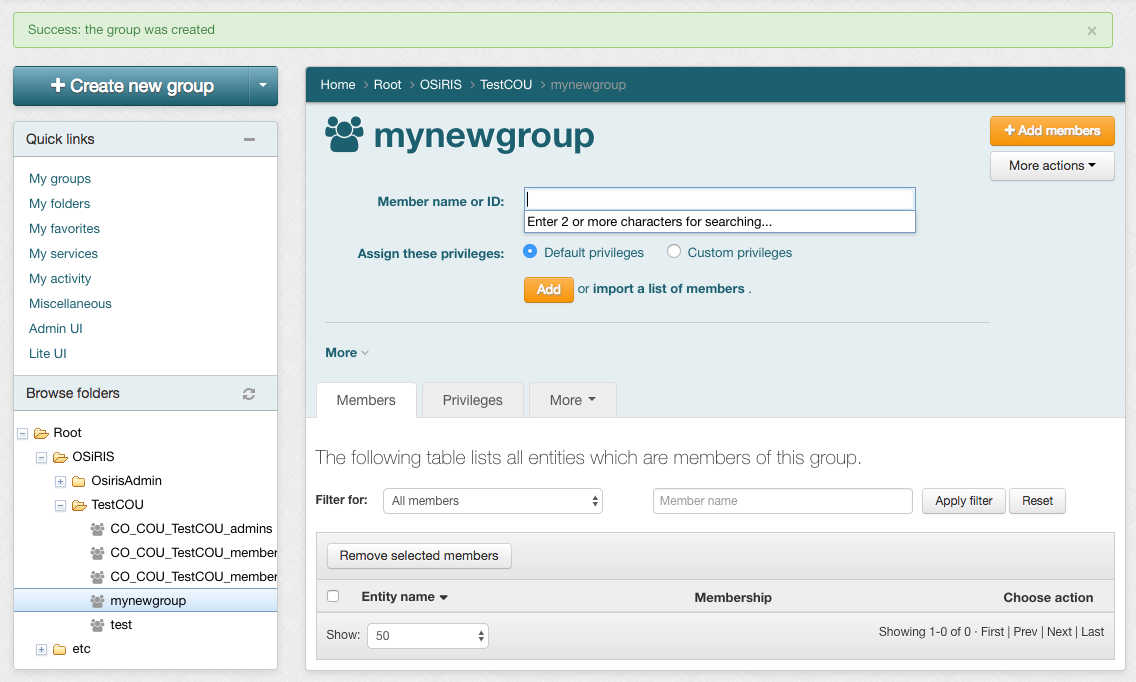 Success: the group was created
×
+ Create new group
Quick links
My groups
My folders
My favorites
My services
My activity
Miscellaneous
Admin UI
Lite UI
Browse folders
Root
OSiRIS
OsirisAdmin
TestCOU
CO_COU_TestCOU_admins
CO_COU_TestCOU_member
CO_COU_TestCOU_member
mynewgroup
test
etc
Home > Root > OSiRIS > TestCOU > mynewgroup
mynewgroup
+ Add members
More actions
Member name or ID:
Enter 2 or more characters for searching...
Assign these privileges: Default privileges Custom privileges
Add or import a list of members .
More
Members Privileges More
The following table lists all entities which are members of this group.
Filter for: All members Member name Apply filter Reset
Remove selected members
Entity name Membership Choose action
Show: 50 Showing 1-0 of 0 · First | Prev | Next | Last